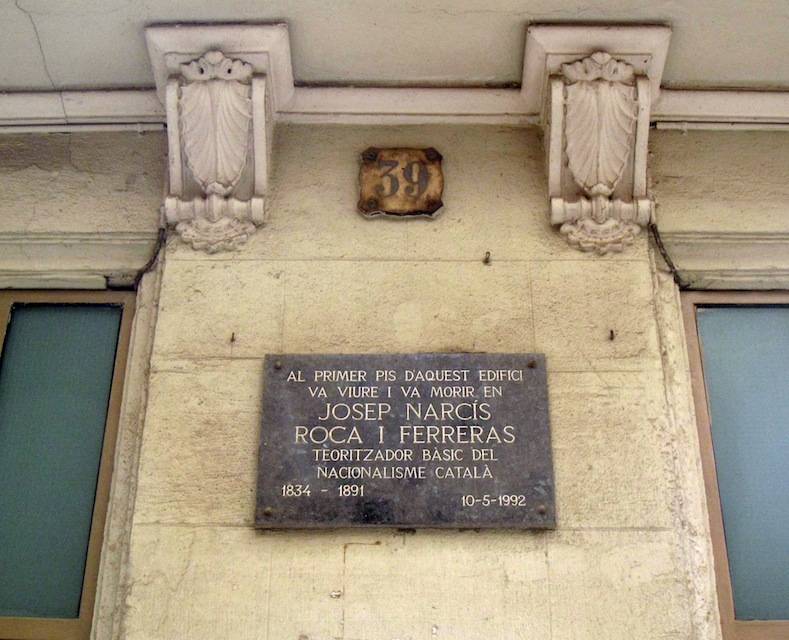 39
AL PRIMER PIS D'AQUEST EDIFICI
VA VIURE I VA MORIR EN
JOSEP NARCÍS
ROCA I FERRERAS
TEORITZADOR BÀSIC DEL
NACIONALISME CATALÀ
1834 - 1891
10-5-1992